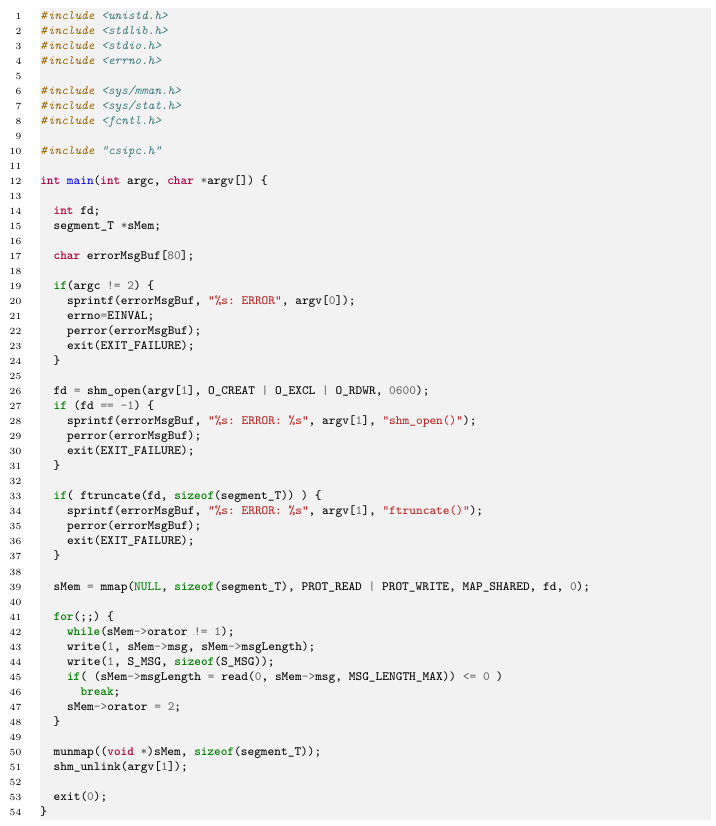 1 #include <unistd.h>
2 #include <stdlib.h>
3 #include <stdio.h>
4 #include <errno.h>
5
6 #include <sys/mman.h>
7 #include <sys/stat.h>
8 #include <fcntl.h>
9
10 #include "csipc.h"
11
12 int main(int argc, char *argv[]) {
13
14   int fd;
15   segment_T *sMem;
16
17   char errorMsgBuf[80];
18
19   if(argc != 2) {
20     sprintf(errorMsgBuf, "%s: ERROR", argv[0]);
21     errno=EINVAL;
22     perror(errorMsgBuf);
23     exit(EXIT_FAILURE);
24   }
25
26   fd = shm_open(argv[1], O_CREAT | O_EXCL | O_RDWR, 0600);
27   if (fd == -1) {
28     sprintf(errorMsgBuf, "%s: ERROR: %s", argv[1], "shm_open()");
29     perror(errorMsgBuf);
30     exit(EXIT_FAILURE);
31   }
32
33   if( ftruncate(fd, sizeof(segment_T)) ) {
34     sprintf(errorMsgBuf, "%s: ERROR: %s", argv[1], "ftruncate()");
35     perror(errorMsgBuf);
36     exit(EXIT_FAILURE);
37   }
38
39   sMem = mmap(NULL, sizeof(segment_T), PROT_READ | PROT_WRITE, MAP_SHARED, fd, 0);
40
41   for(;;) {
42     while(sMem->orator != 1);
43     write(1, sMem->msg, sMem->msgLength);
44     write(1, S_MSG, sizeof(S_MSG));
45     if( (sMem->msgLength = read(0, sMem->msg, MSG_LENGTH_MAX)) <= 0 )
46       break;
47     sMem->orator = 2;
48   }
49
50   munmap((void *)sMem, sizeof(segment_T));
51   shm_unlink(argv[1]);
52
53   exit(0);
54 }